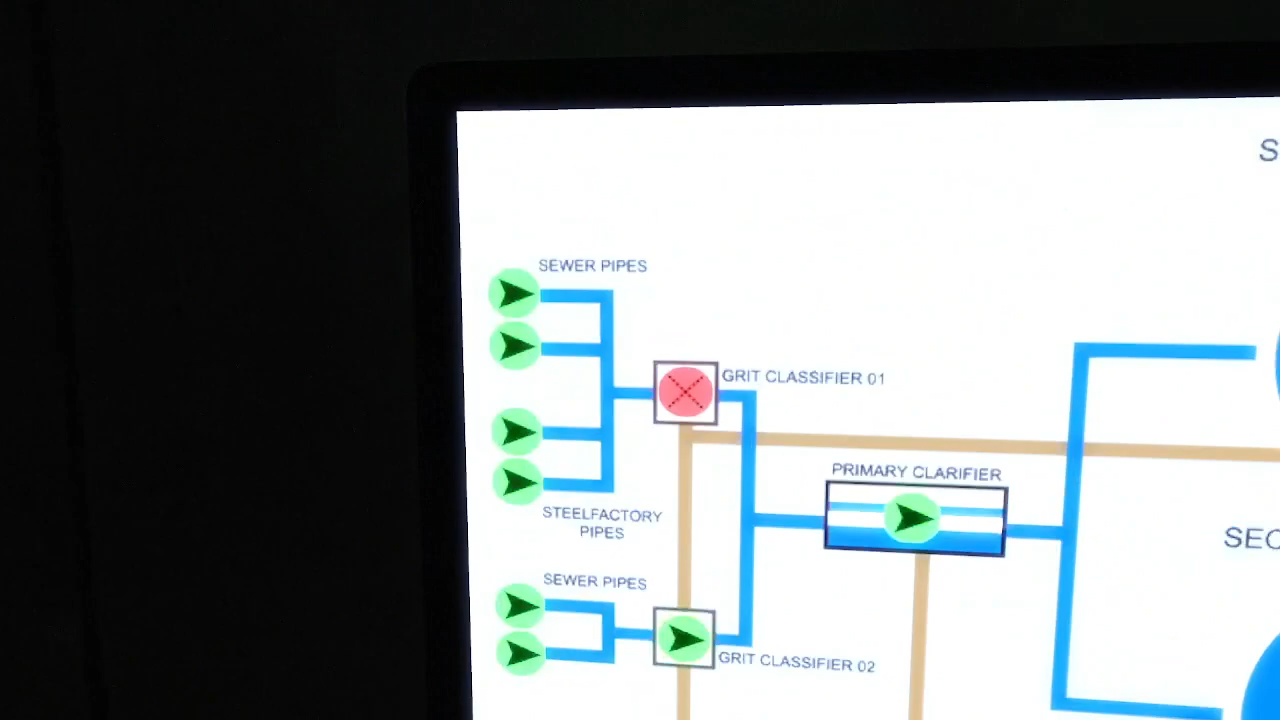 SEWER PIPES
GRIT CLASSIFIER 01
PRIMARY CLARIFIER
STEELFACTORY
PIPES
SEWER PIPES
GRIT CLASSIFIER 02